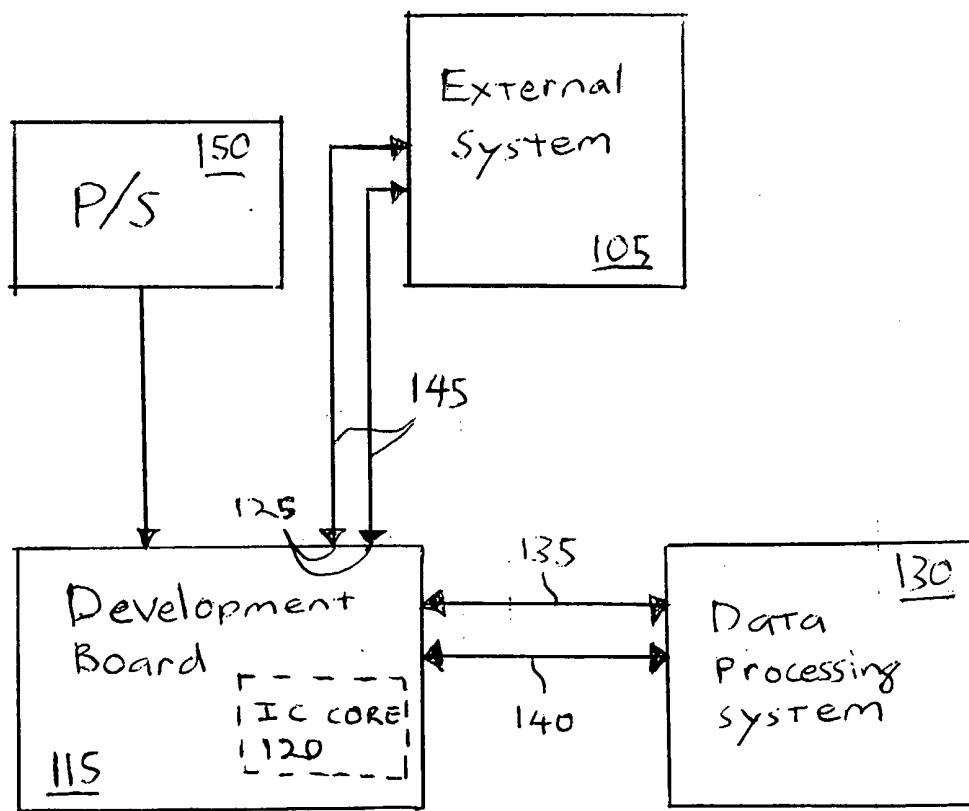 External
System
105
150
P/S
145
125
Development
Board
IC CORE
120
115
135
140
130
Data
Processing
System